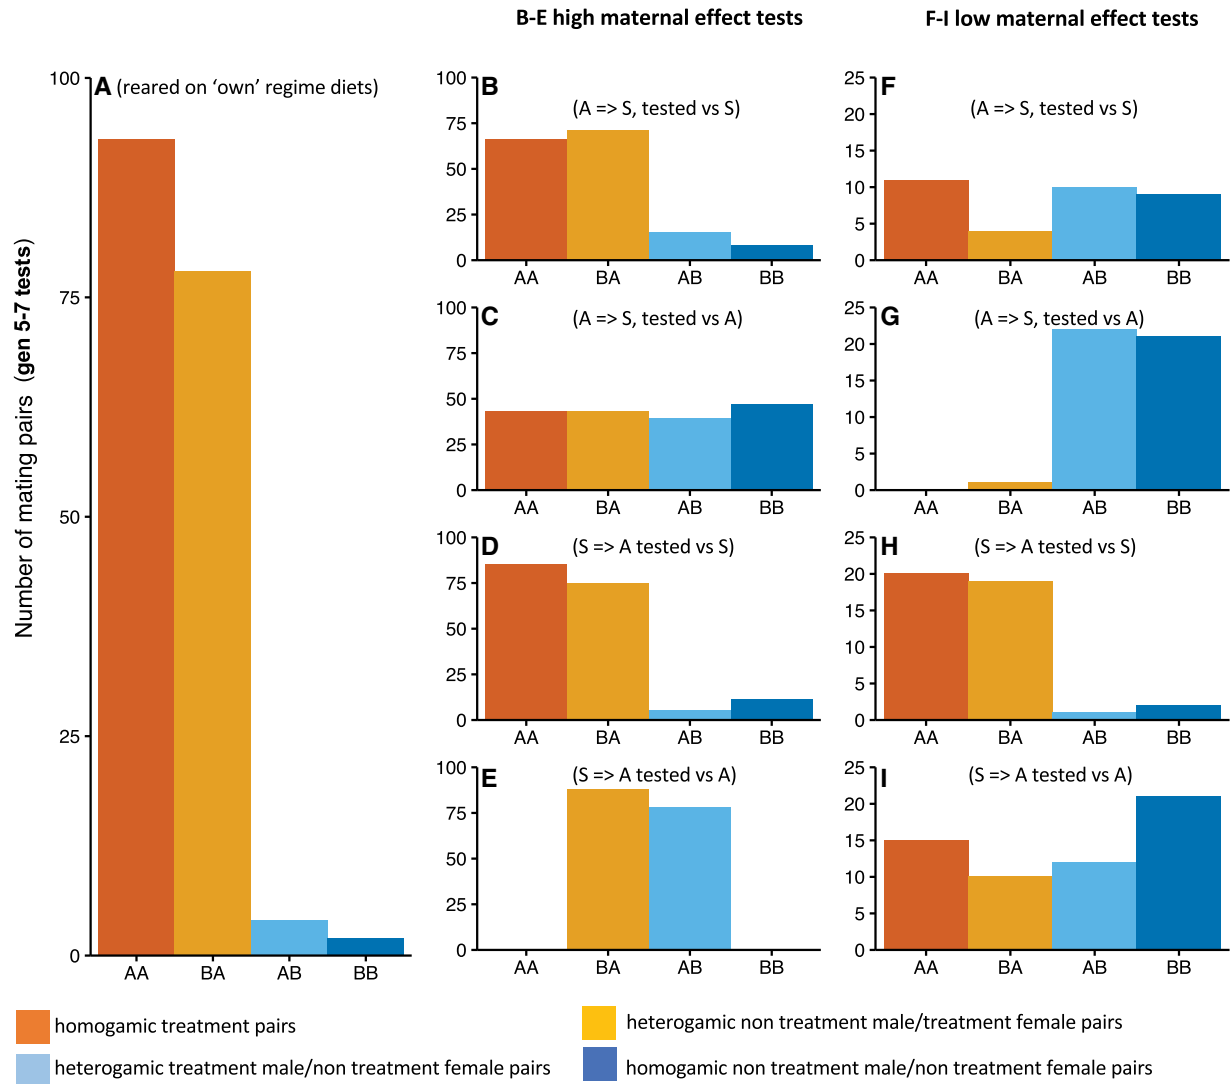 B-E high maternal effect tests
F-I low maternal effect tests
Number of mating pairs (gen 5-7 tests)
A (reared on ‘own’ regime diets)
100
75
50
25
0
AA BA AB BB
B
(A => S, tested vs S)
100
75
50
25
0
AA BA AB BB
F
(A => S, tested vs S)
25
20
15
10
5
0
AA BA AB BB
C
(A => S, tested vs A)
100
75
50
25
0
AA BA AB BB
G
(A => S, tested vs A)
25
20
15
10
5
0
AA BA AB BB
D
(S => A tested vs S)
100
75
50
25
0
AA BA AB BB
H
(S => A tested vs S)
25
20
15
10
5
0
AA BA AB BB
E
(S => A tested vs A)
100
75
50
25
0
AA BA AB BB
I
(S => A tested vs A)
25
20
15
10
5
0
AA BA AB BB
homogamic treatment pairs
heterogamic non treatment male/treatment female pairs
heterogamic treatment male/non treatment female pairs
homogamic non treatment male/non treatment female pairs